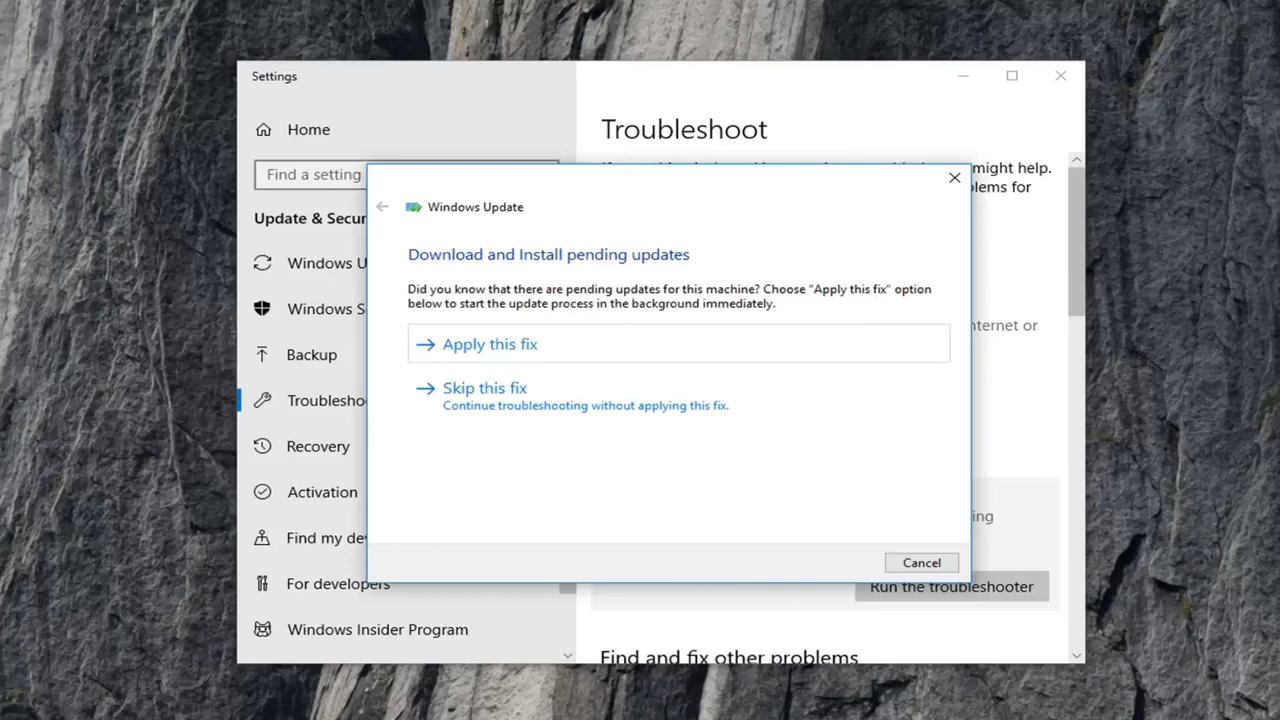 Settings
Home
Find a setting
Update & Secur
Windows U
Windows S
Backup
Troublesho
Recovery
Activation
Find my dev
For developers
Windows Insider Program
Troubleshoot
might help.
blems for
nternet or
ing
Run the troubleshooter
Find and fix other problems
Windows Update
Download and Install pending updates
Did you know that there are pending updates for this machine? Choose "Apply this fix" option
below to start the update process in the background immediately.
Apply this fix
Skip this fix
Continue troubleshooting without applying this fix.
Cancel